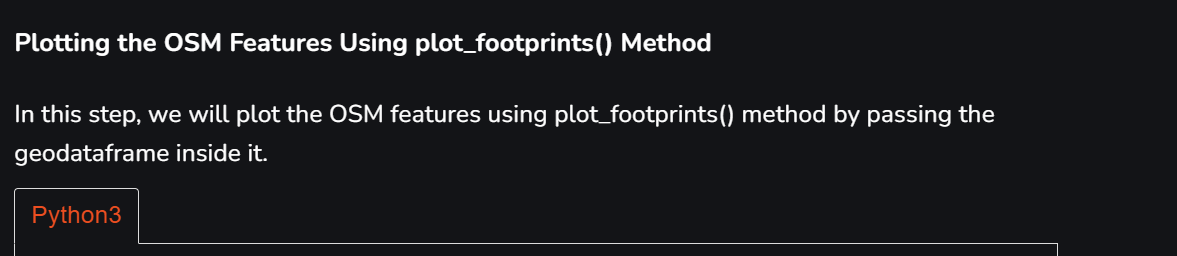 Plotting the OSM Features Using plot_footprints() Method
In this step, we will plot the OSM features using plot_footprints() method by passing the
geodataframe inside it.
Python3